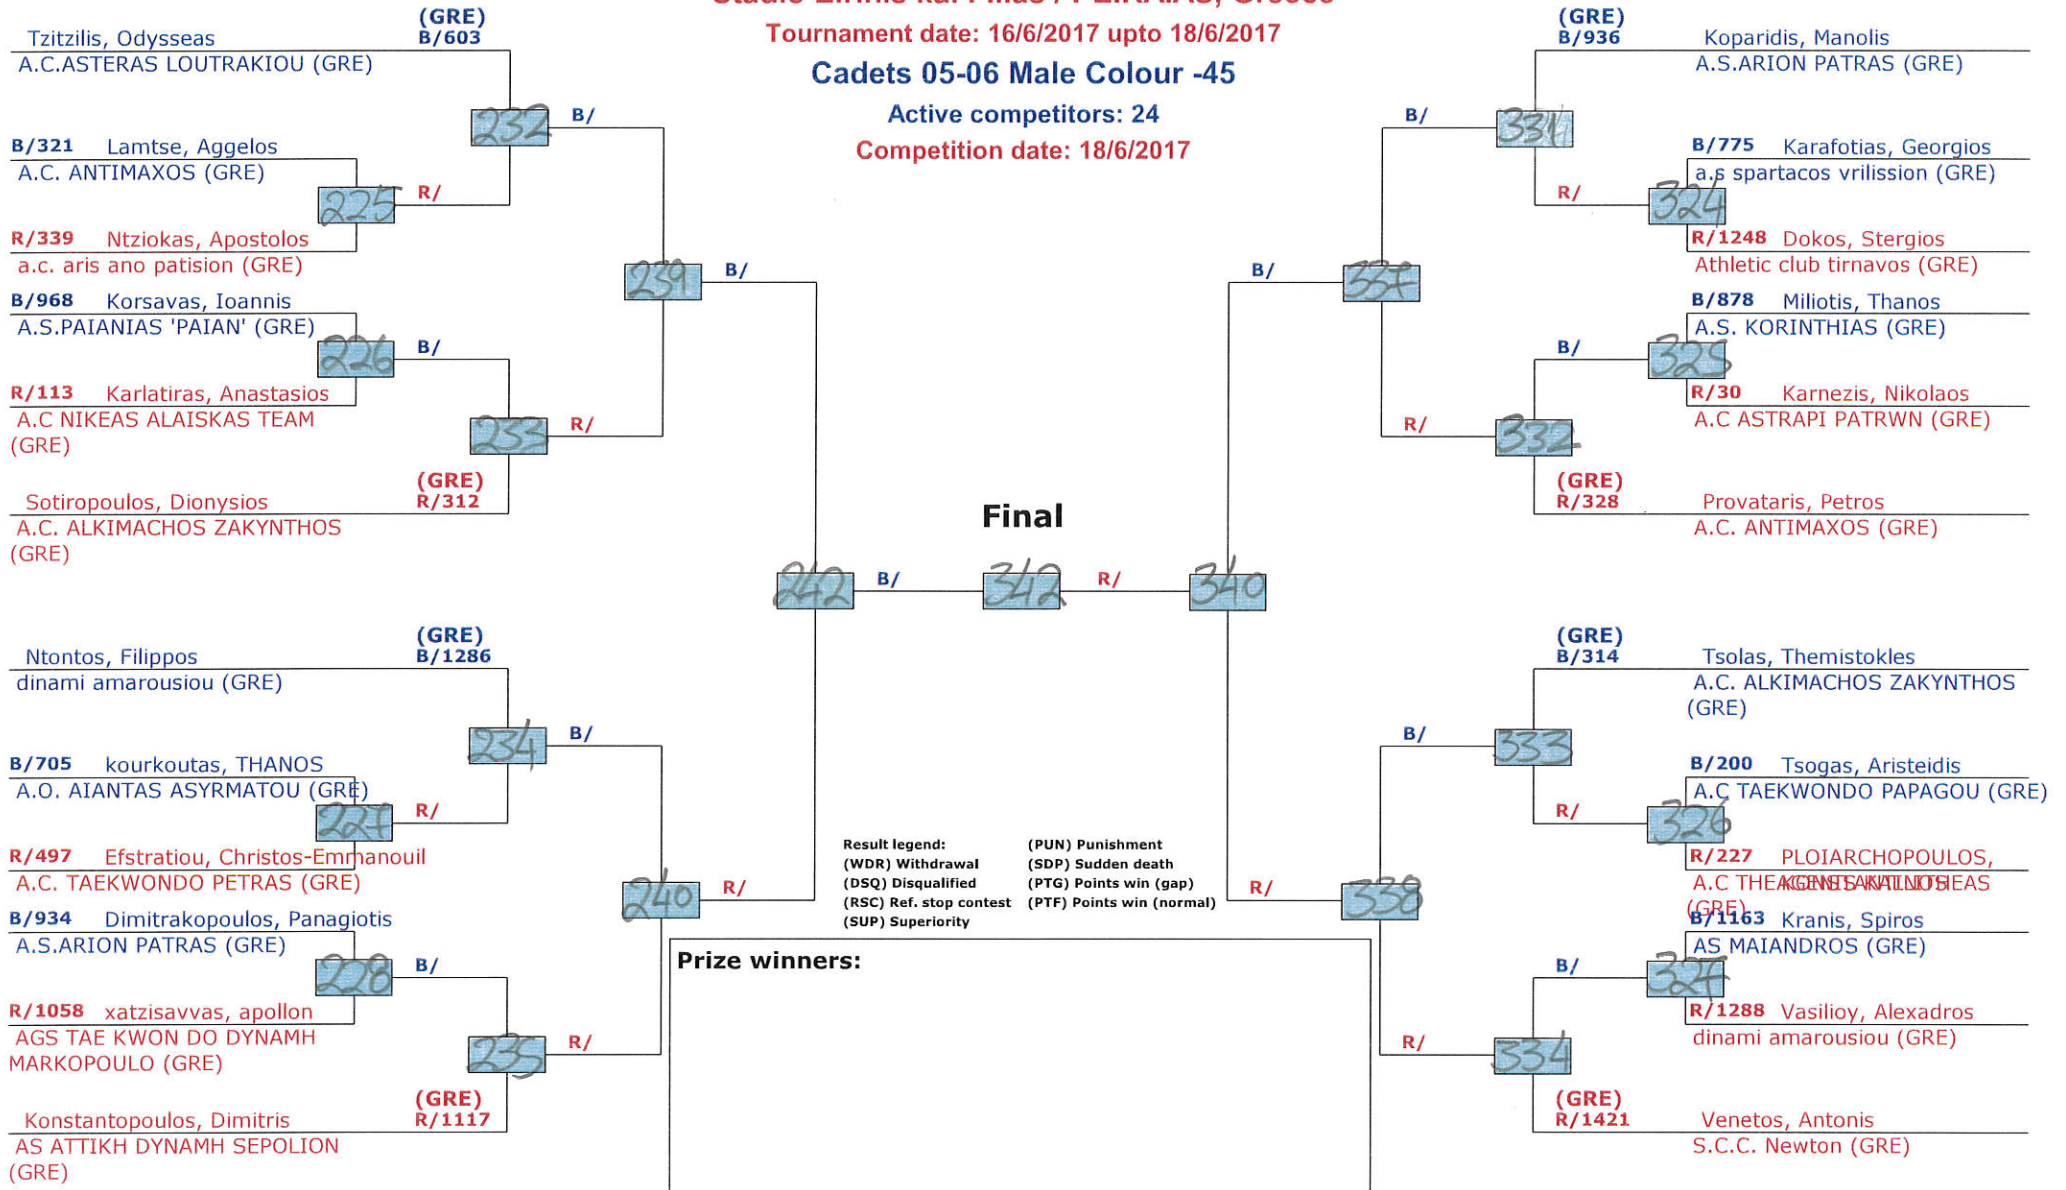 Tournament date: 16/6/2017 upto 18/6/2017
Cadets 05-06 Male Colour -45
Active competitors: 24
Competition date: 18/6/2017
(GRE)
Tzitzilis, Odysseas B/603
A.C.ASTERAS LOUTRAKIOU (GRE)
232 B/
B/321 Lamtse, Aggelos
A.C. ANTIMAXOS (GRE)
225 R/
R/339 Ntziokas, Apostolos
a.c. aris ano patision (GRE)
239 B/
B/968 Korsavas, Ioannis
A.S.PAIANIAS 'PAIAN' (GRE)
226 B/
R/113 Karlatiras, Anastasios
A.C NIKEAS ALAISKAS TEAM
(GRE)
233 R/
(GRE)
Sotiropoulos, Dionysios R/312
A.C. ALKIMACHOS ZAKYNTHOS
(GRE)
Final
242 B/ 342 R/ 340
(GRE)
Ntontos, Filippos B/1286
dinami amarousiou (GRE)
234 B/
B/705 kourkoutas, THANOS
A.O. AIANTAS ASYRMATOU (GRE)
227 R/
R/497 Efstratiou, Christos-Emmanouil
A.C. TAEKWONDO PETRAS (GRE)
240 R/
B/934 Dimitrakopoulos, Panagiotis
A.S.ARION PATRAS (GRE)
228 B/
R/1058 xatzisavvas, apollon
AGS TAE KWON DO DYNAMH
MARKOPOULO (GRE)
235 R/
(GRE)
Konstantopoulos, Dimitris R/1117
AS ATTIKH DYNAMH SEPOLION
(GRE)
Result legend: (PUN) Punishment
(WDR) Withdrawal (SDP) Sudden death
(DSQ) Disqualified (PTG) Points win (gap)
(RSC) Ref. stop contest (PTF) Points win (normal)
(SUP) Superiority
Prize winners:
(GRE)
B/936 Koparidis, Manolis
A.S.ARION PATRAS (GRE)
B/ 331
B/775 Karafotias, Georgios
a.s spartacos vrilission (GRE)
R/ 324
R/1248 Dokos, Stergios
Athletic club tirnavos (GRE)
B/ 337
B/878 Miliotis, Thanos
A.S. KORINTHIAS (GRE)
B/ 325
R/30 Karnezis, Nikolaos
A.C ASTRAPI PATRWN (GRE)
R/ 332
(GRE)
R/328 Provataris, Petros
A.C. ANTIMAXOS (GRE)
(GRE)
B/314 Tsolas, Themistokles
A.C. ALKIMACHOS ZAKYNTHOS
(GRE)
B/ 333
B/200 Tsogas, Aristeidis
A.C TAEKWONDO PAPAGOU (GRE)
R/ 326
R/227 PLOIARCHOPOULOS,
A.C
(GRE)
R/ 338
B/1163 Kranis, Spiros
AS MAIANDROS (GRE)
B/ 327
R/1288 Vasilioy, Alexadros
dinami amarousiou (GRE)
R/ 334
(GRE)
R/1421 Venetos, Antonis
S.C.C. Newton (GRE)